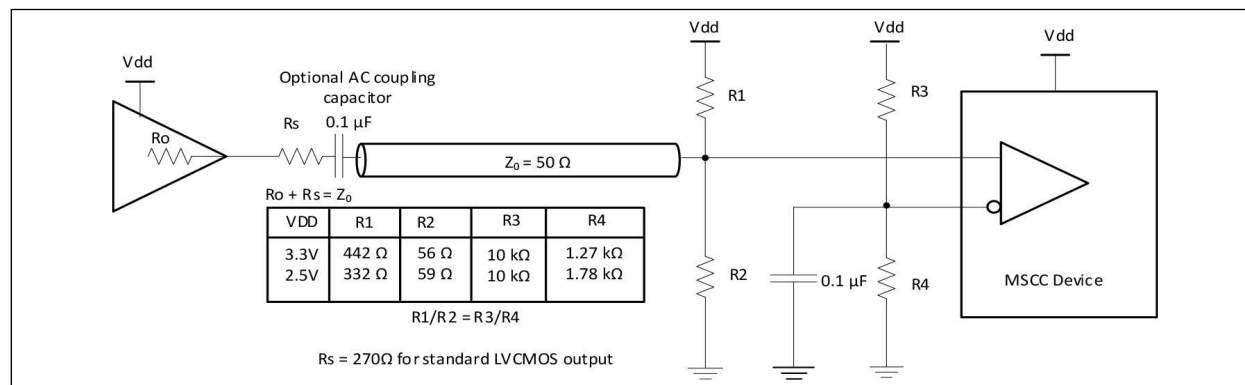 Vdd
Vdd
Vdd
Vdd
Optional AC coupling
capacitor
R1
R3
Ro
Rs
0.1 µF
Z₀ = 50 Ω
Ro + Rs = Z₀
VDD R1 R2 R3 R4
3.3V 442 Ω 56 Ω 10 kΩ 1.27 kΩ
2.5V 332 Ω 59 Ω 10 kΩ 1.78 kΩ
R2
0.1 µF
R4
MSCC Device
R1/R2 = R3/R4
Rs = 270Ω for standard LVCMOS output